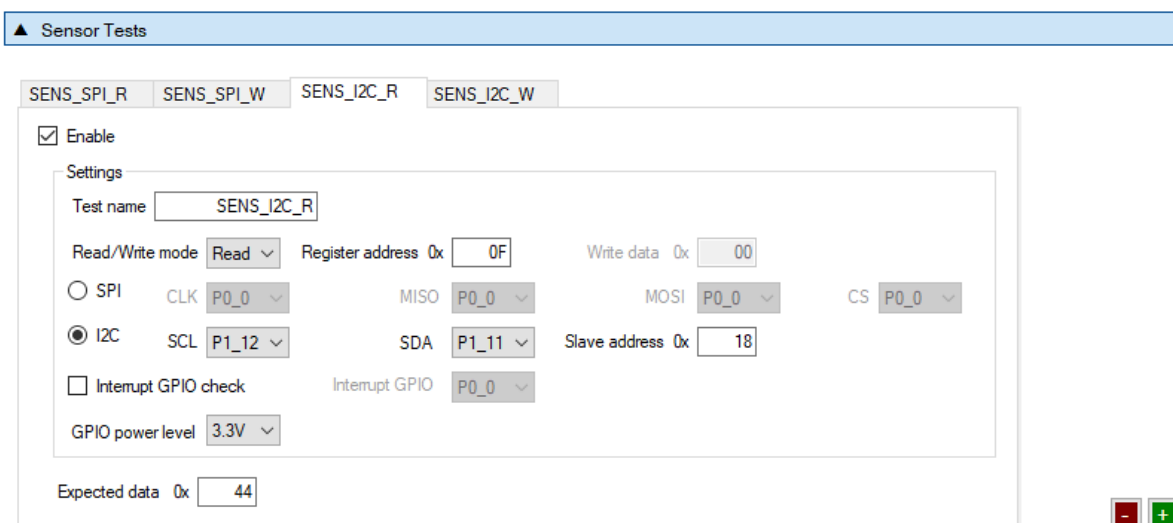 ▲ Sensor Tests
SENS_SPI_R SENS_SPI_W SENS_I2C_R SENS_I2C_W
Enable
Settings
Test name SENS_I2C_R
Read/Write mode Read Register address 0x 0F Write data 0x 00
SPI CLK P0_0 MISO P0_0 MOSI P0_0 CS P0_0
I2C SCL P1_12 SDA P1_11 Slave address 0x 18
Interrupt GPIO check Interrupt GPIO P0_0
GPIO power level 3.3V
Expected data 0x 44
- +